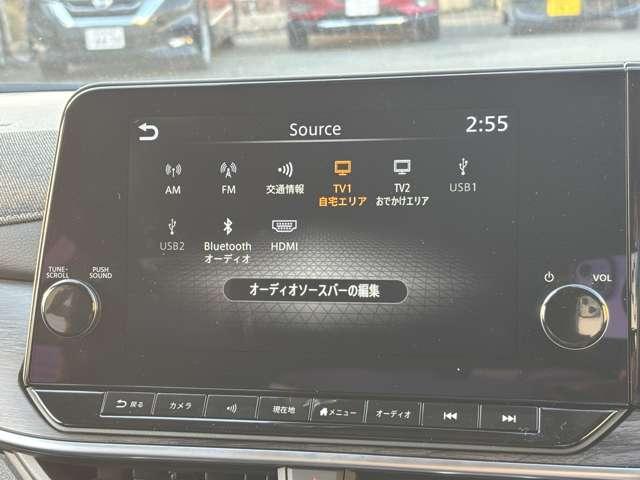 Source
2:55
AM
FM
交通情報
TV1
自宅エリア
TV2
おでかけエリア
USB1
USB2
Bluetooth
オーディオ
HDMI
オーディオソースバーの編集
TUNE・
SCROLL
PUSH
SOUND
VOL
戻る
カメラ
現在地
メニュー
オーディオ